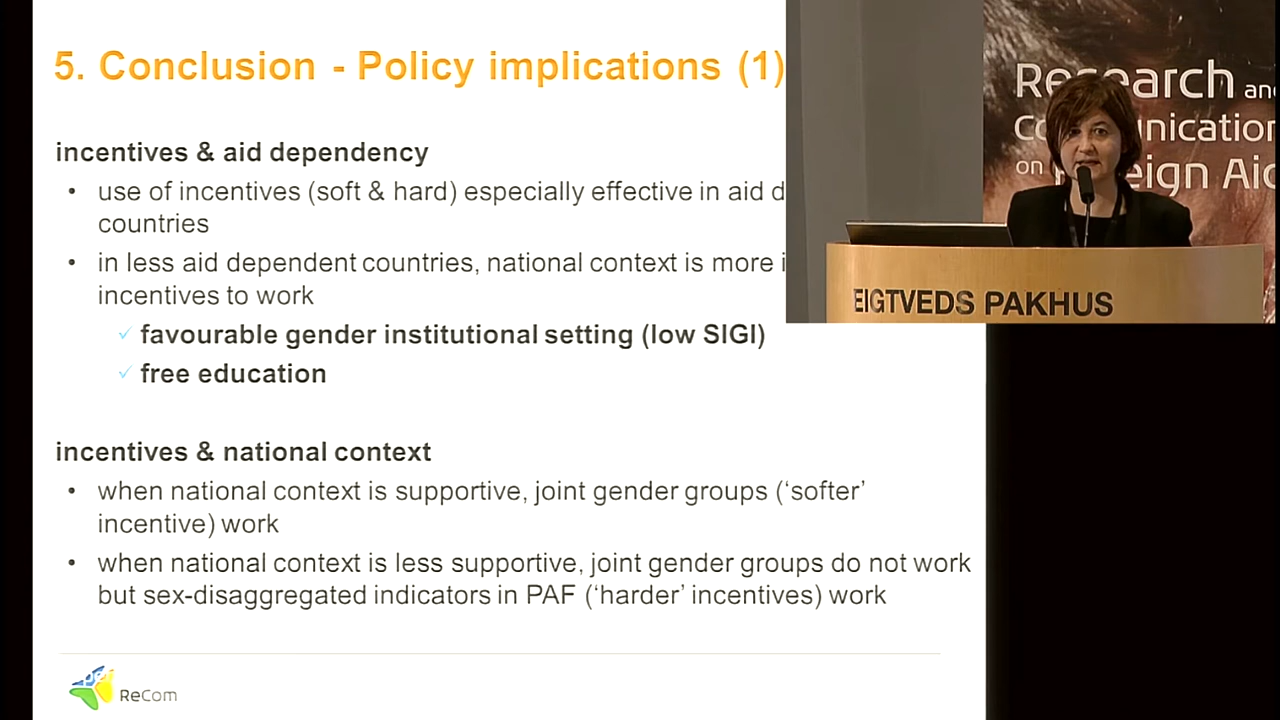 5. Conclusion - Policy implications (1)
incentives & aid dependency
• use of incentives (soft & hard) especially effective in aid d
countries
• in less aid dependent countries, national context is more i
incentives to work
✓ favourable gender institutional setting (low SIGI)
✓ free education
incentives & national context
• when national context is supportive, joint gender groups (‘softer’
incentive) work
• when national context is less supportive, joint gender groups do not work
but sex-disaggregated indicators in PAF (‘harder’ incentives) work
ReCom
Research and
Communication
on Foreign Aid
EIGTVEDS PAKHUS